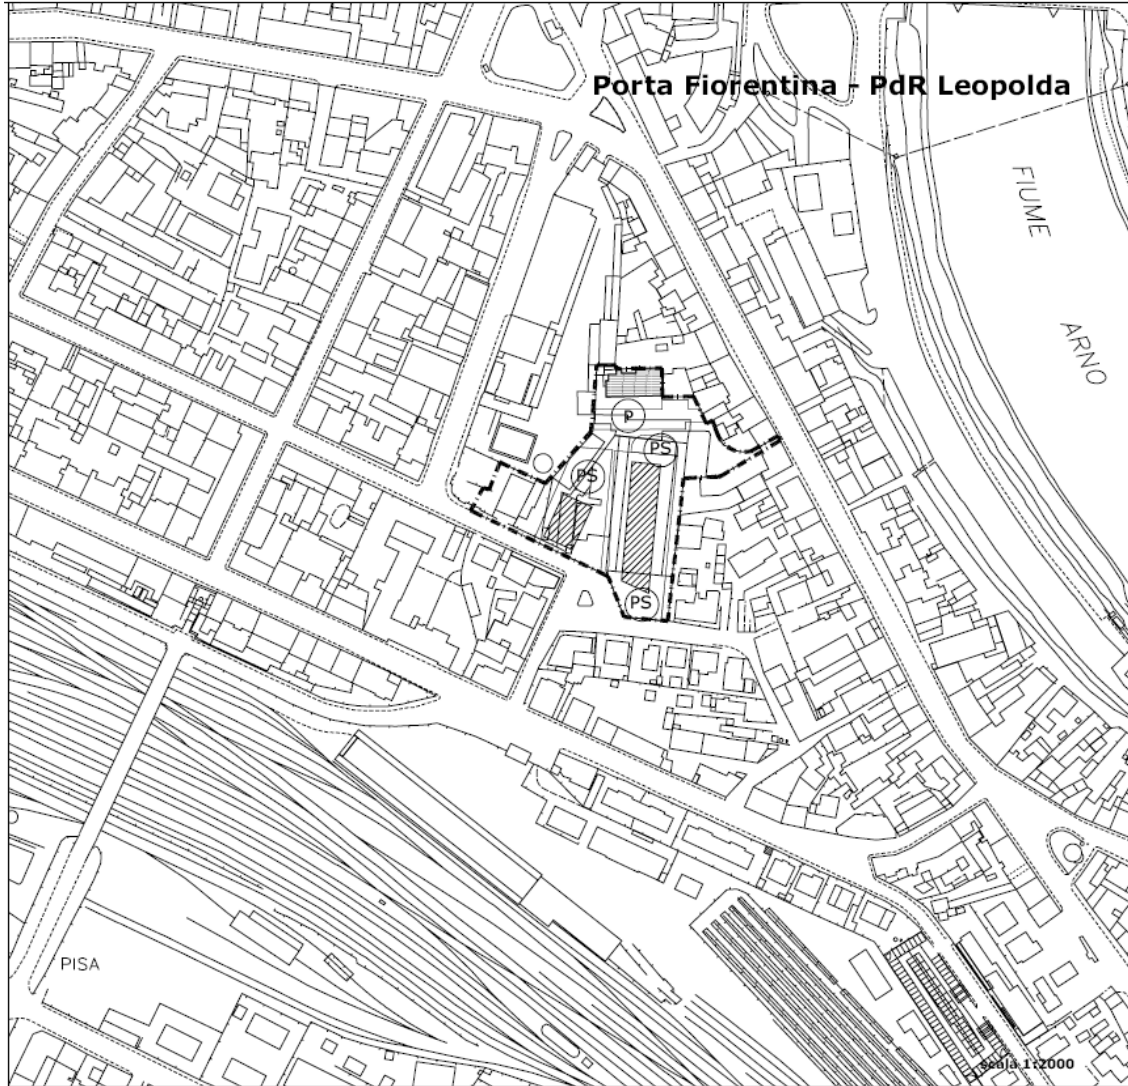 Porta Fiorentina - PdR Leopolda
FIUME
ARNO
P
PS
PS
PS
PISA
scala 1:2000